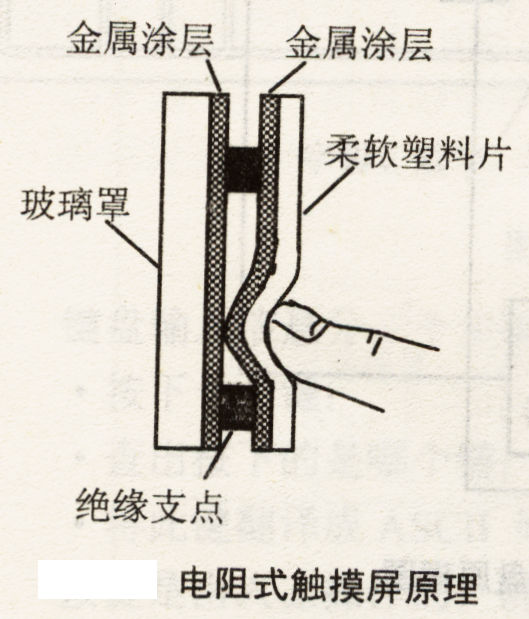 金属涂层
金属涂层
柔软塑料片
玻璃罩
绝缘支点
电阻式触摸屏原理